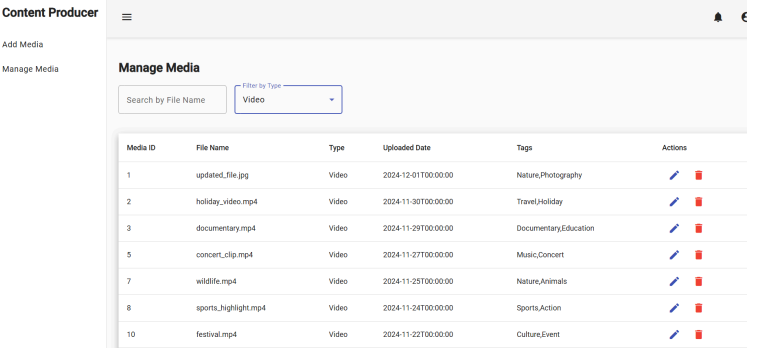 Content Producer
Add Media
Manage Media
Manage Media
Search by File Name
Filter by Type
Video
Media ID File Name Type Uploaded Date Tags Actions
1 updated_file.jpg Video 2024-12-01T00:00:00 Nature,Photography
2 holiday_video.mp4 Video 2024-11-30T00:00:00 Travel,Holiday
3 documentary.mp4 Video 2024-11-29T00:00:00 Documentary,Education
5 concert_clip.mp4 Video 2024-11-27T00:00:00 Music,Concert
7 wildlife.mp4 Video 2024-11-25T00:00:00 Nature,Animals
8 sports_highlight.mp4 Video 2024-11-24T00:00:00 Sports,Action
10 festival.mp4 Video 2024-11-22T00:00:00 Culture,Event